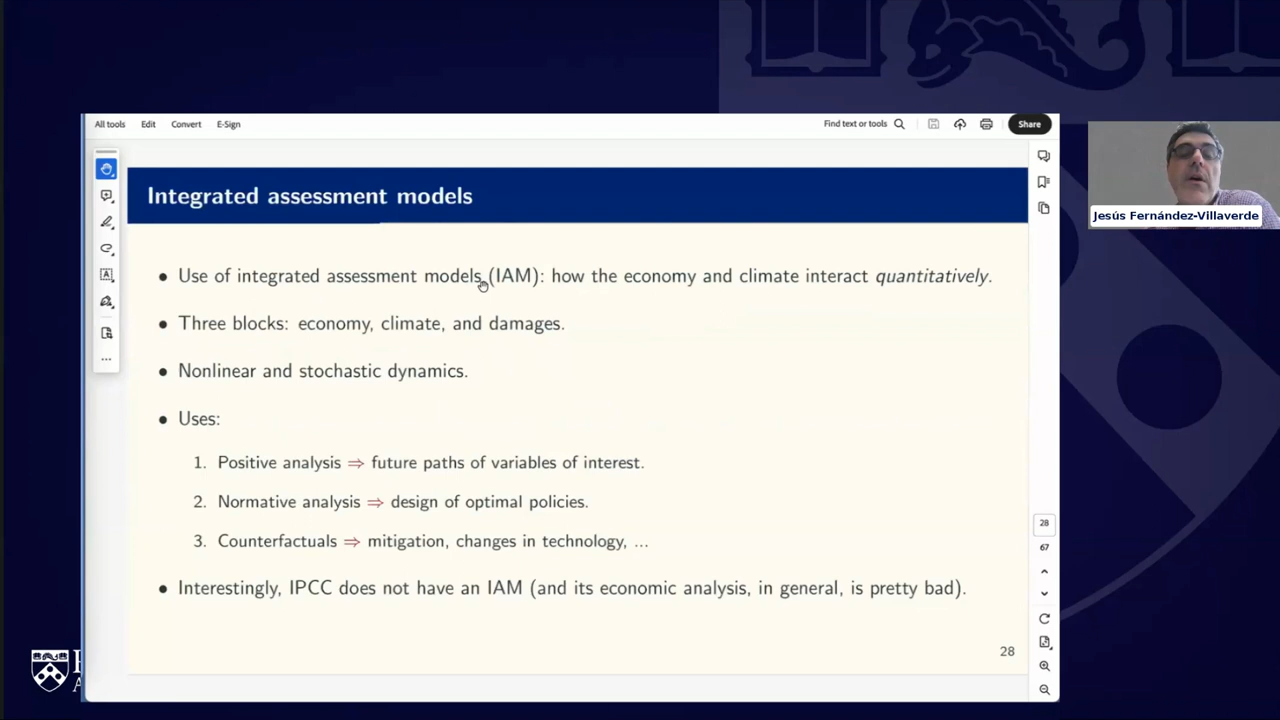 All tools Edit Convert E-Sign Find text or tools Share
Integrated assessment models
• Use of integrated assessment models (IAM): how the economy and climate interact quantitatively.
• Three blocks: economy, climate, and damages.
• Nonlinear and stochastic dynamics.
• Uses:
1. Positive analysis ⇒ future paths of variables of interest.
2. Normative analysis ⇒ design of optimal policies.
3. Counterfactuals ⇒ mitigation, changes in technology, ...
• Interestingly, IPCC does not have an IAM (and its economic analysis, in general, is pretty bad).
28
28
67
Jesús Fernández-Villaverde